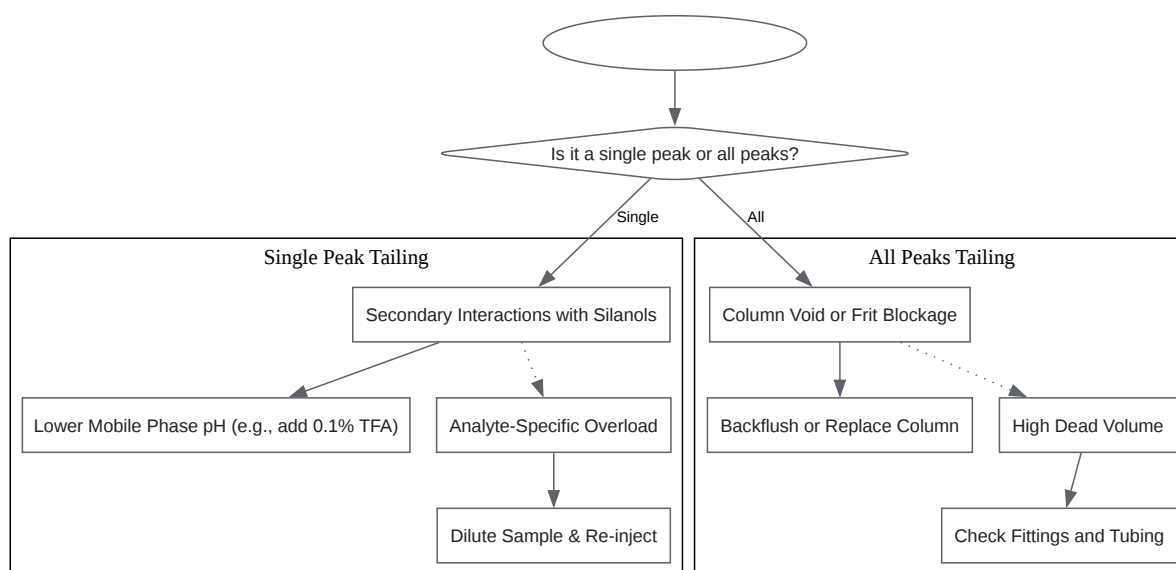 Is it a single peak or all peaks?
Single
All
Single Peak Tailing
All Peaks Tailing
Secondary Interactions with Silanols
Column Void or Frit Blockage
Lower Mobile Phase pH (e.g., add 0.1% TFA)
Analyte-Specific Overload
Backflush or Replace Column
High Dead Volume
Dilute Sample & Re-inject
Check Fittings and Tubing